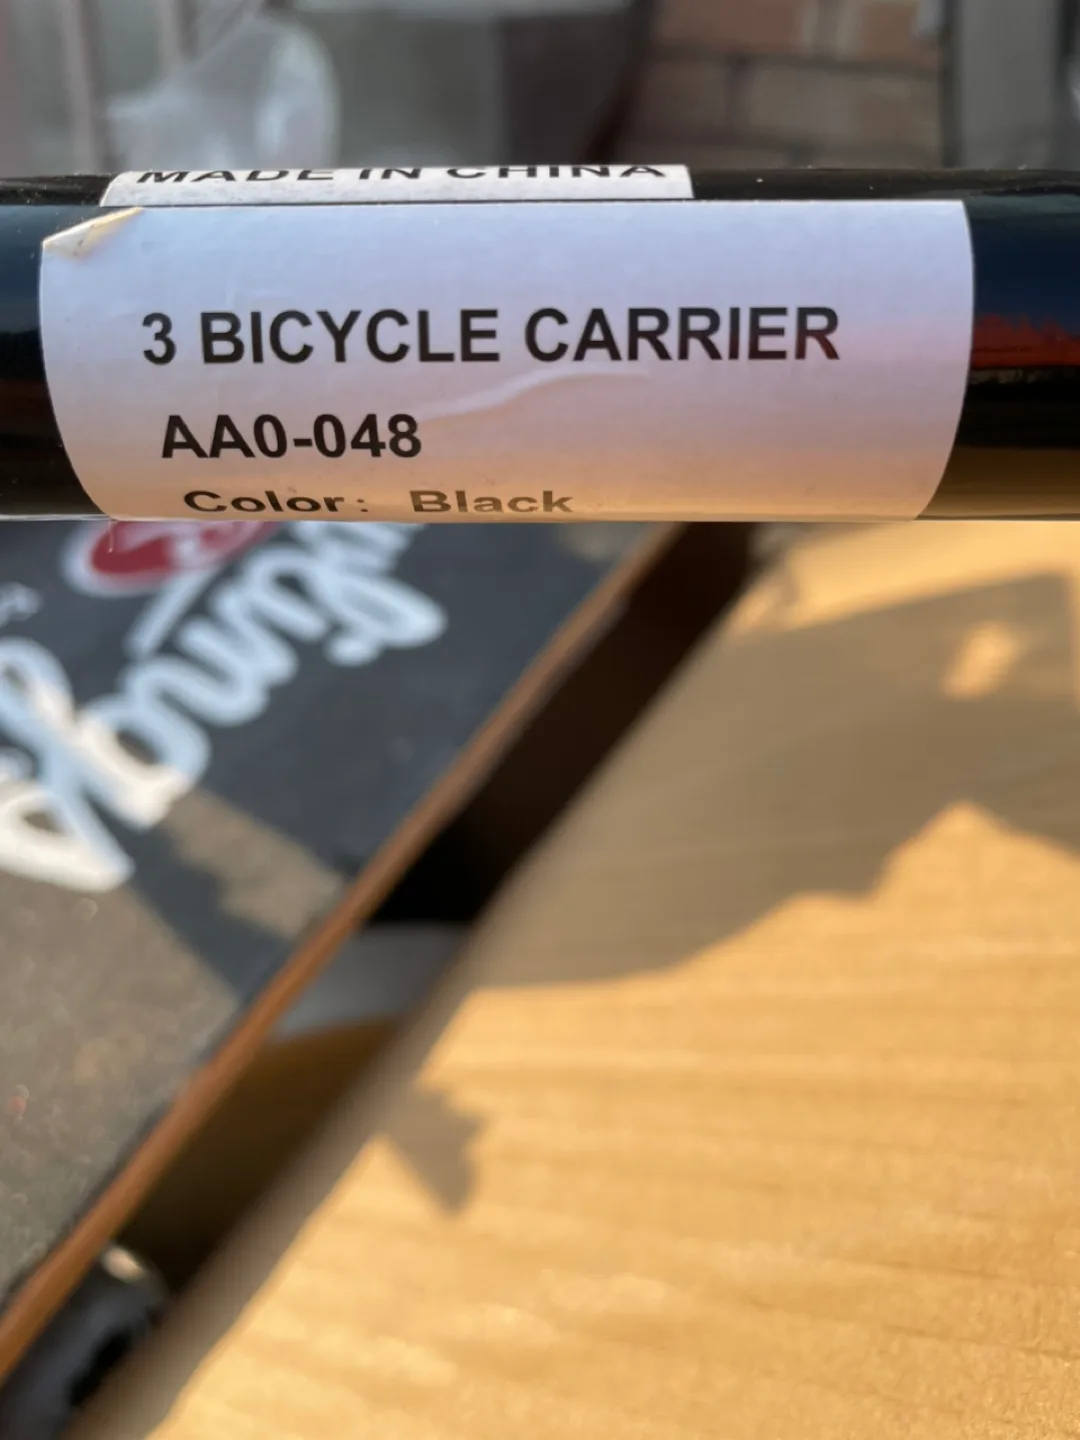 MADE IN CHINA
3 BICYCLE CARRIER
AA0-048
Color: Black